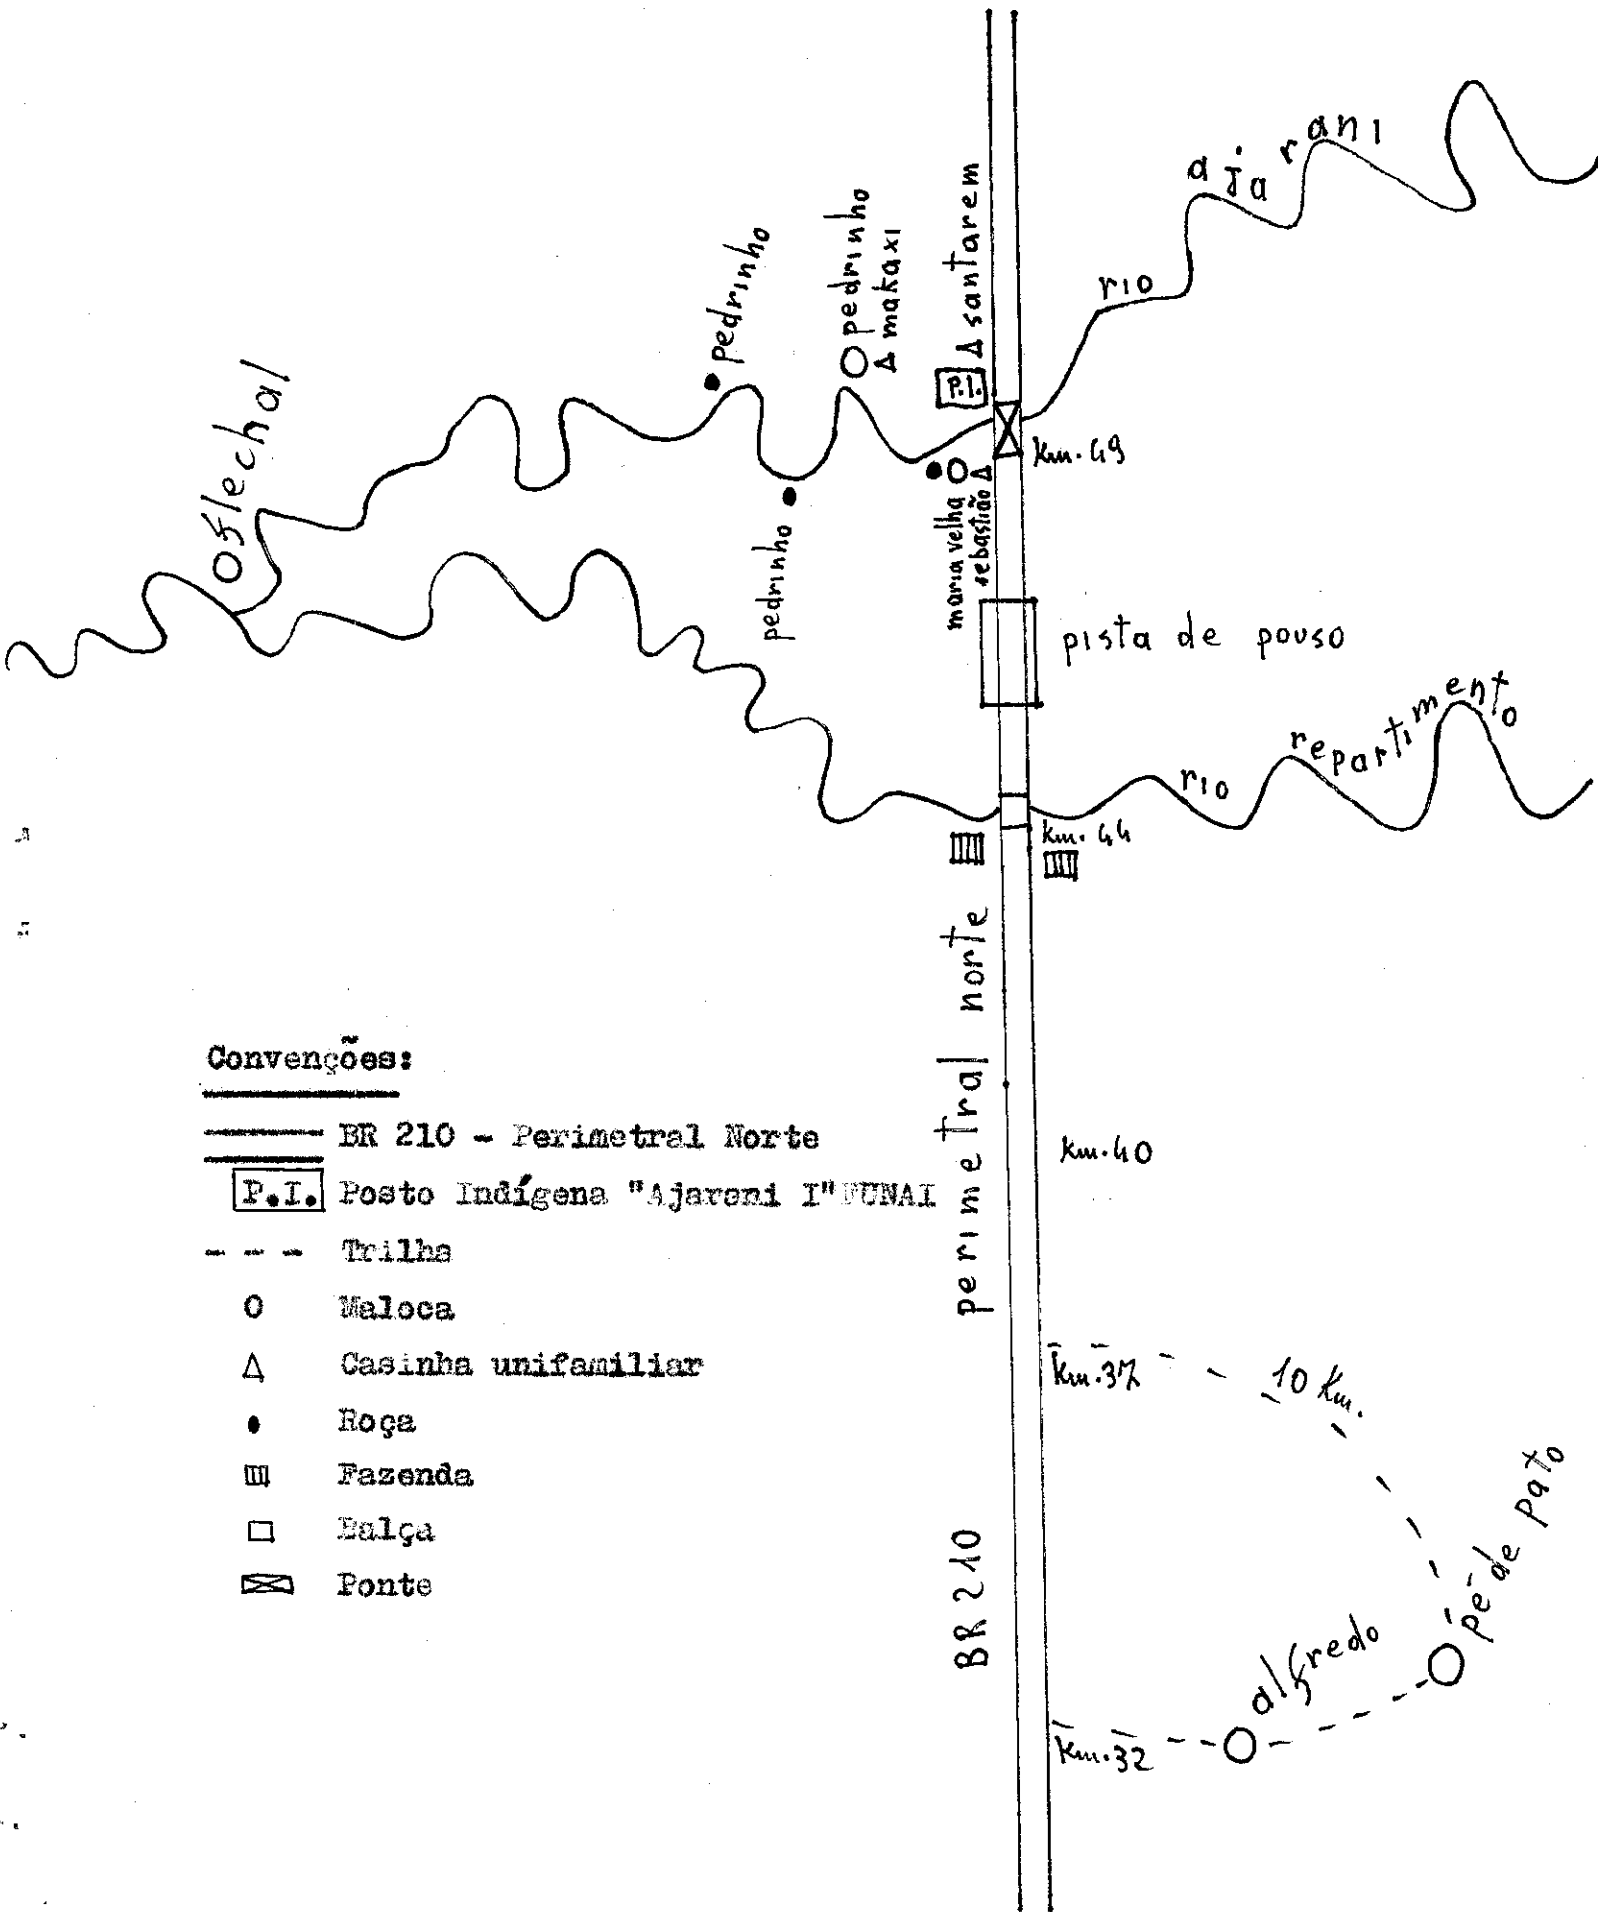 rio ajarani
santarem
pedrinho
makaxi
pedrinho
P.I.
Km. 49
flechal
maria velha
sebastião
pedrinho
pista de pouso
rio repartimento
Km. 44
perimetral norte
Convenções:
BR 210 - Perimetral Norte
Km. 40
P.I. Posto Indígena "Ajarani I" FUNAI
Trilha
Maloca
Casinha unifamiliar
Km. 37
10 Km.
Roça
Fazenda
Balça
Ponte
BR 210
pé de pato
alfredo
Km. 32